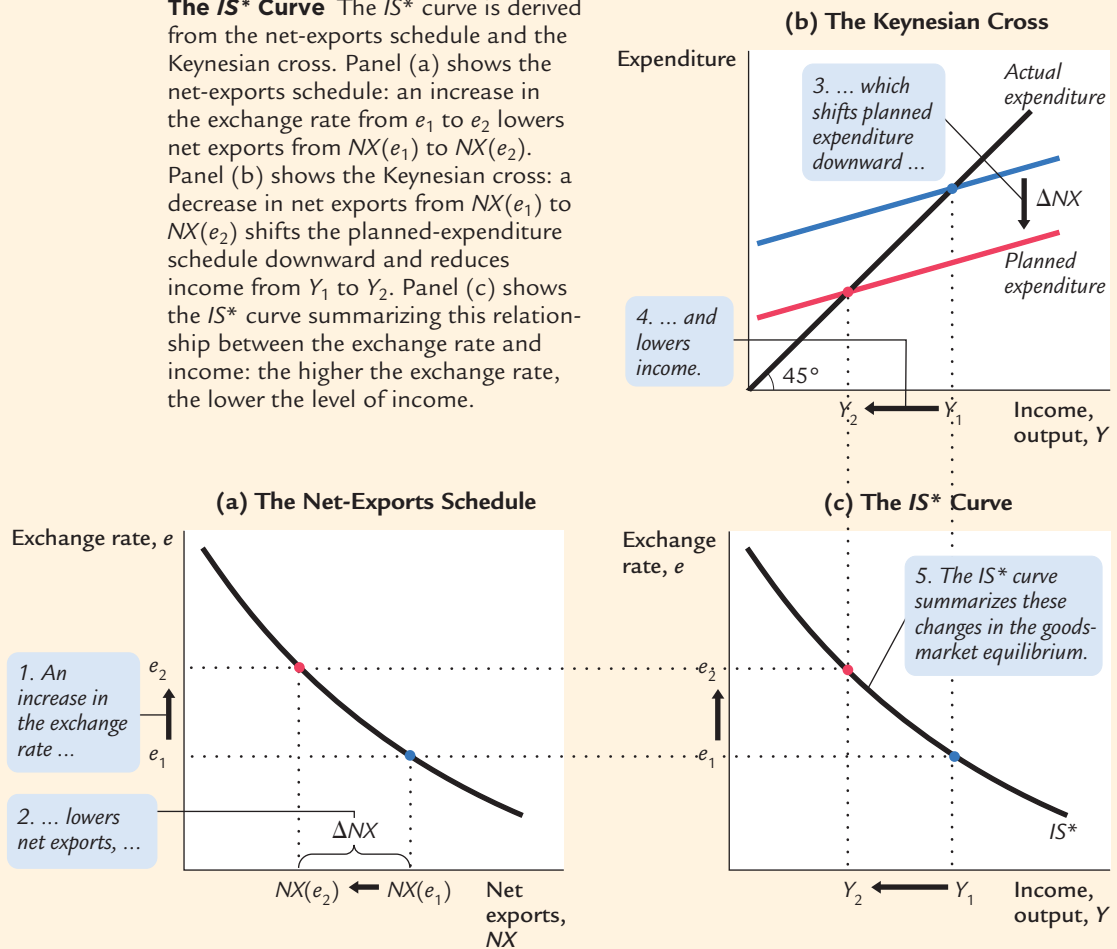 The IS* Curve The IS* curve is derived
from the net-exports schedule and the
Keynesian cross. Panel (a) shows the
net-exports schedule: an increase in
the exchange rate from e1 to e2 lowers
net exports from NX(e1) to NX(e2).
Panel (b) shows the Keynesian cross: a
decrease in net exports from NX(e1) to
NX(e2) shifts the planned-expenditure
schedule downward and reduces
income from Y1 to Y2. Panel (c) shows
the IS* curve summarizing this relation-
ship between the exchange rate and
income: the higher the exchange rate,
the lower the level of income.
(b) The Keynesian Cross
Expenditure
Actual
expenditure
3. ... which
shifts planned
expenditure
downward ...
ΔNX
Planned
expenditure
4. ... and
lowers
income.
45°
Y2
Y1
Income,
output, Y
(a) The Net-Exports Schedule
Exchange rate, e
1. An
increase in
the exchange
rate ...
e2
e1
2. ... lowers
net exports, ...
ΔNX
NX(e2)
NX(e1)
Net
exports,
NX
(c) The IS* Curve
Exchange
rate, e
5. The IS* curve
summarizes these
changes in the goods-
market equilibrium.
e2
e1
IS*
Y2
Y1
Income,
output, Y